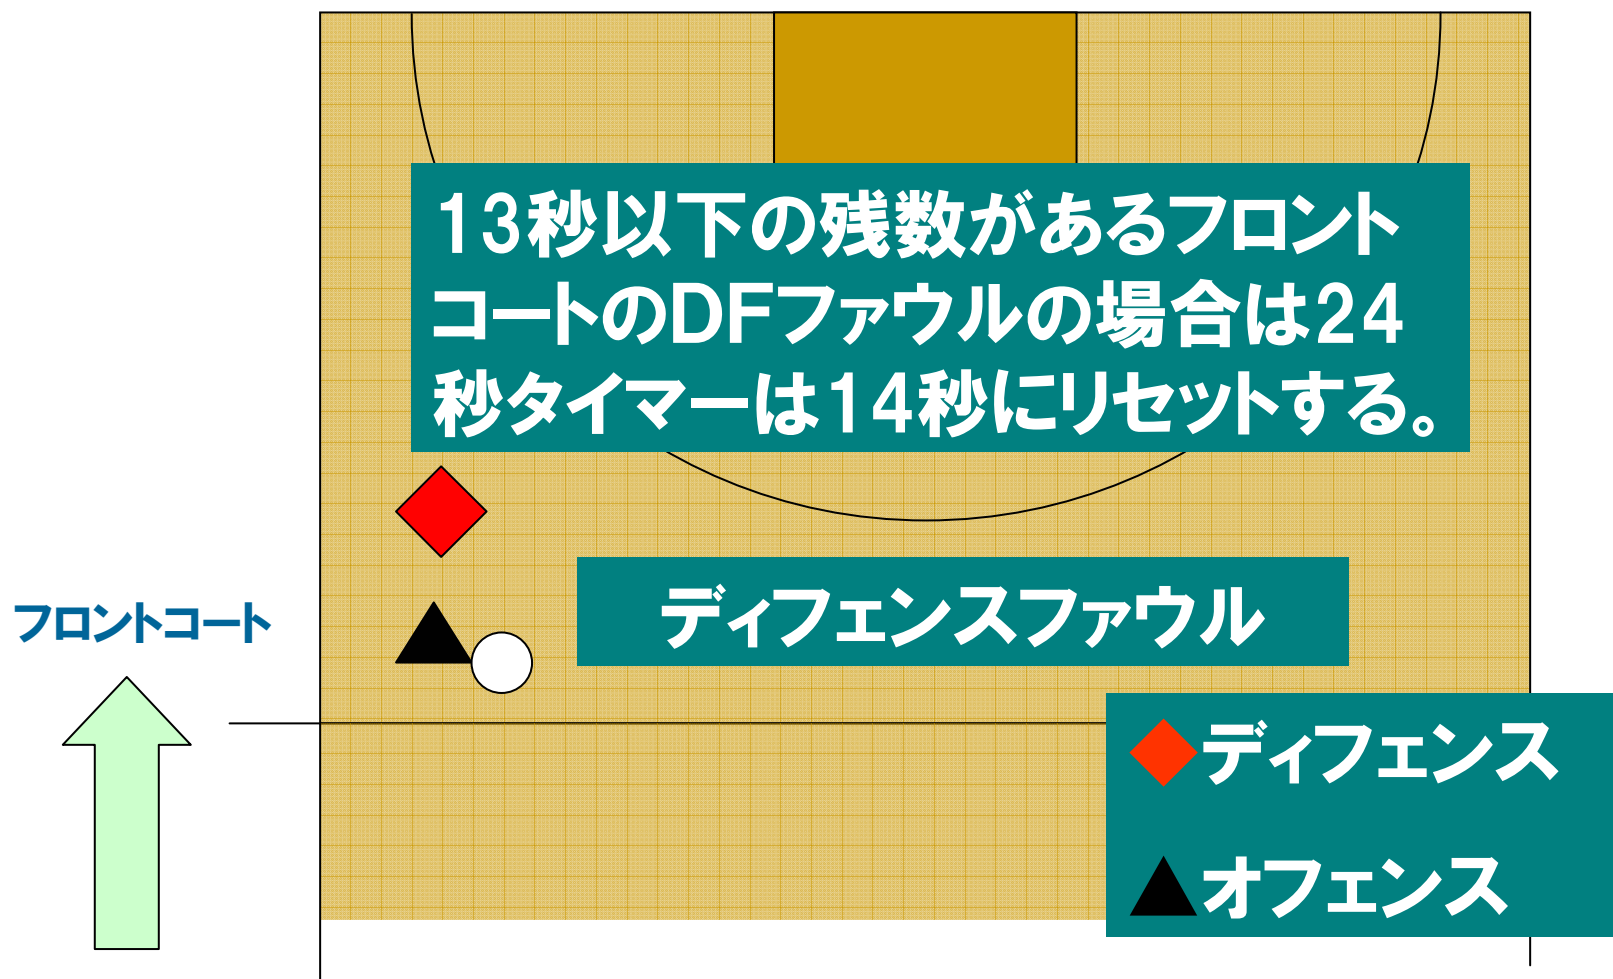 13秒以下の残数があるフロント
コートのDFファウルの場合は24
秒タイマーは14秒にリセットする。
ディフェンスファウル
フロントコート
ディフェンス
オフェンス